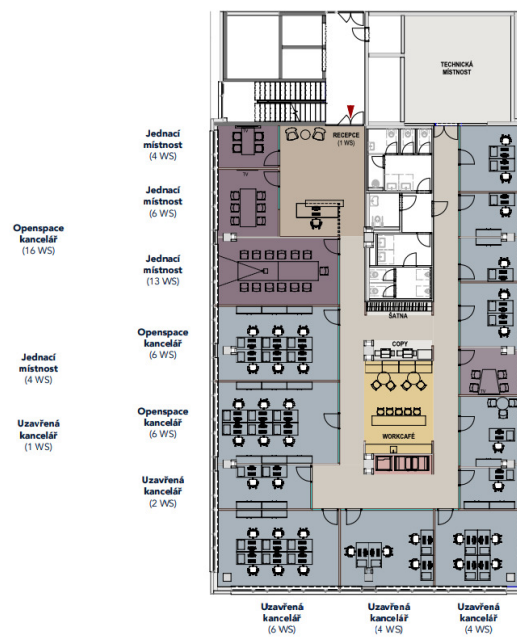 TECHNICKÁ
MÍSTNOST
RECEPCE
(1 WS)
Jednací
místnost
(4 WS)
TV
Jednací
místnost
(6 WS)
Openspace
kancelář
(16 WS)
Jednací
místnost
(13 WS)
ŠATNA
Openspace
kancelář
(6 WS)
COPY
Jednací
místnost
(4 WS)
TV
Openspace
kancelář
(6 WS)
Uzavřená
kancelář
(1 WS)
WORKCAFÉ
Uzavřená
kancelář
(2 WS)
Uzavřená
kancelář
(6 WS)
Uzavřená
kancelář
(4 WS)
Uzavřená
kancelář
(4 WS)